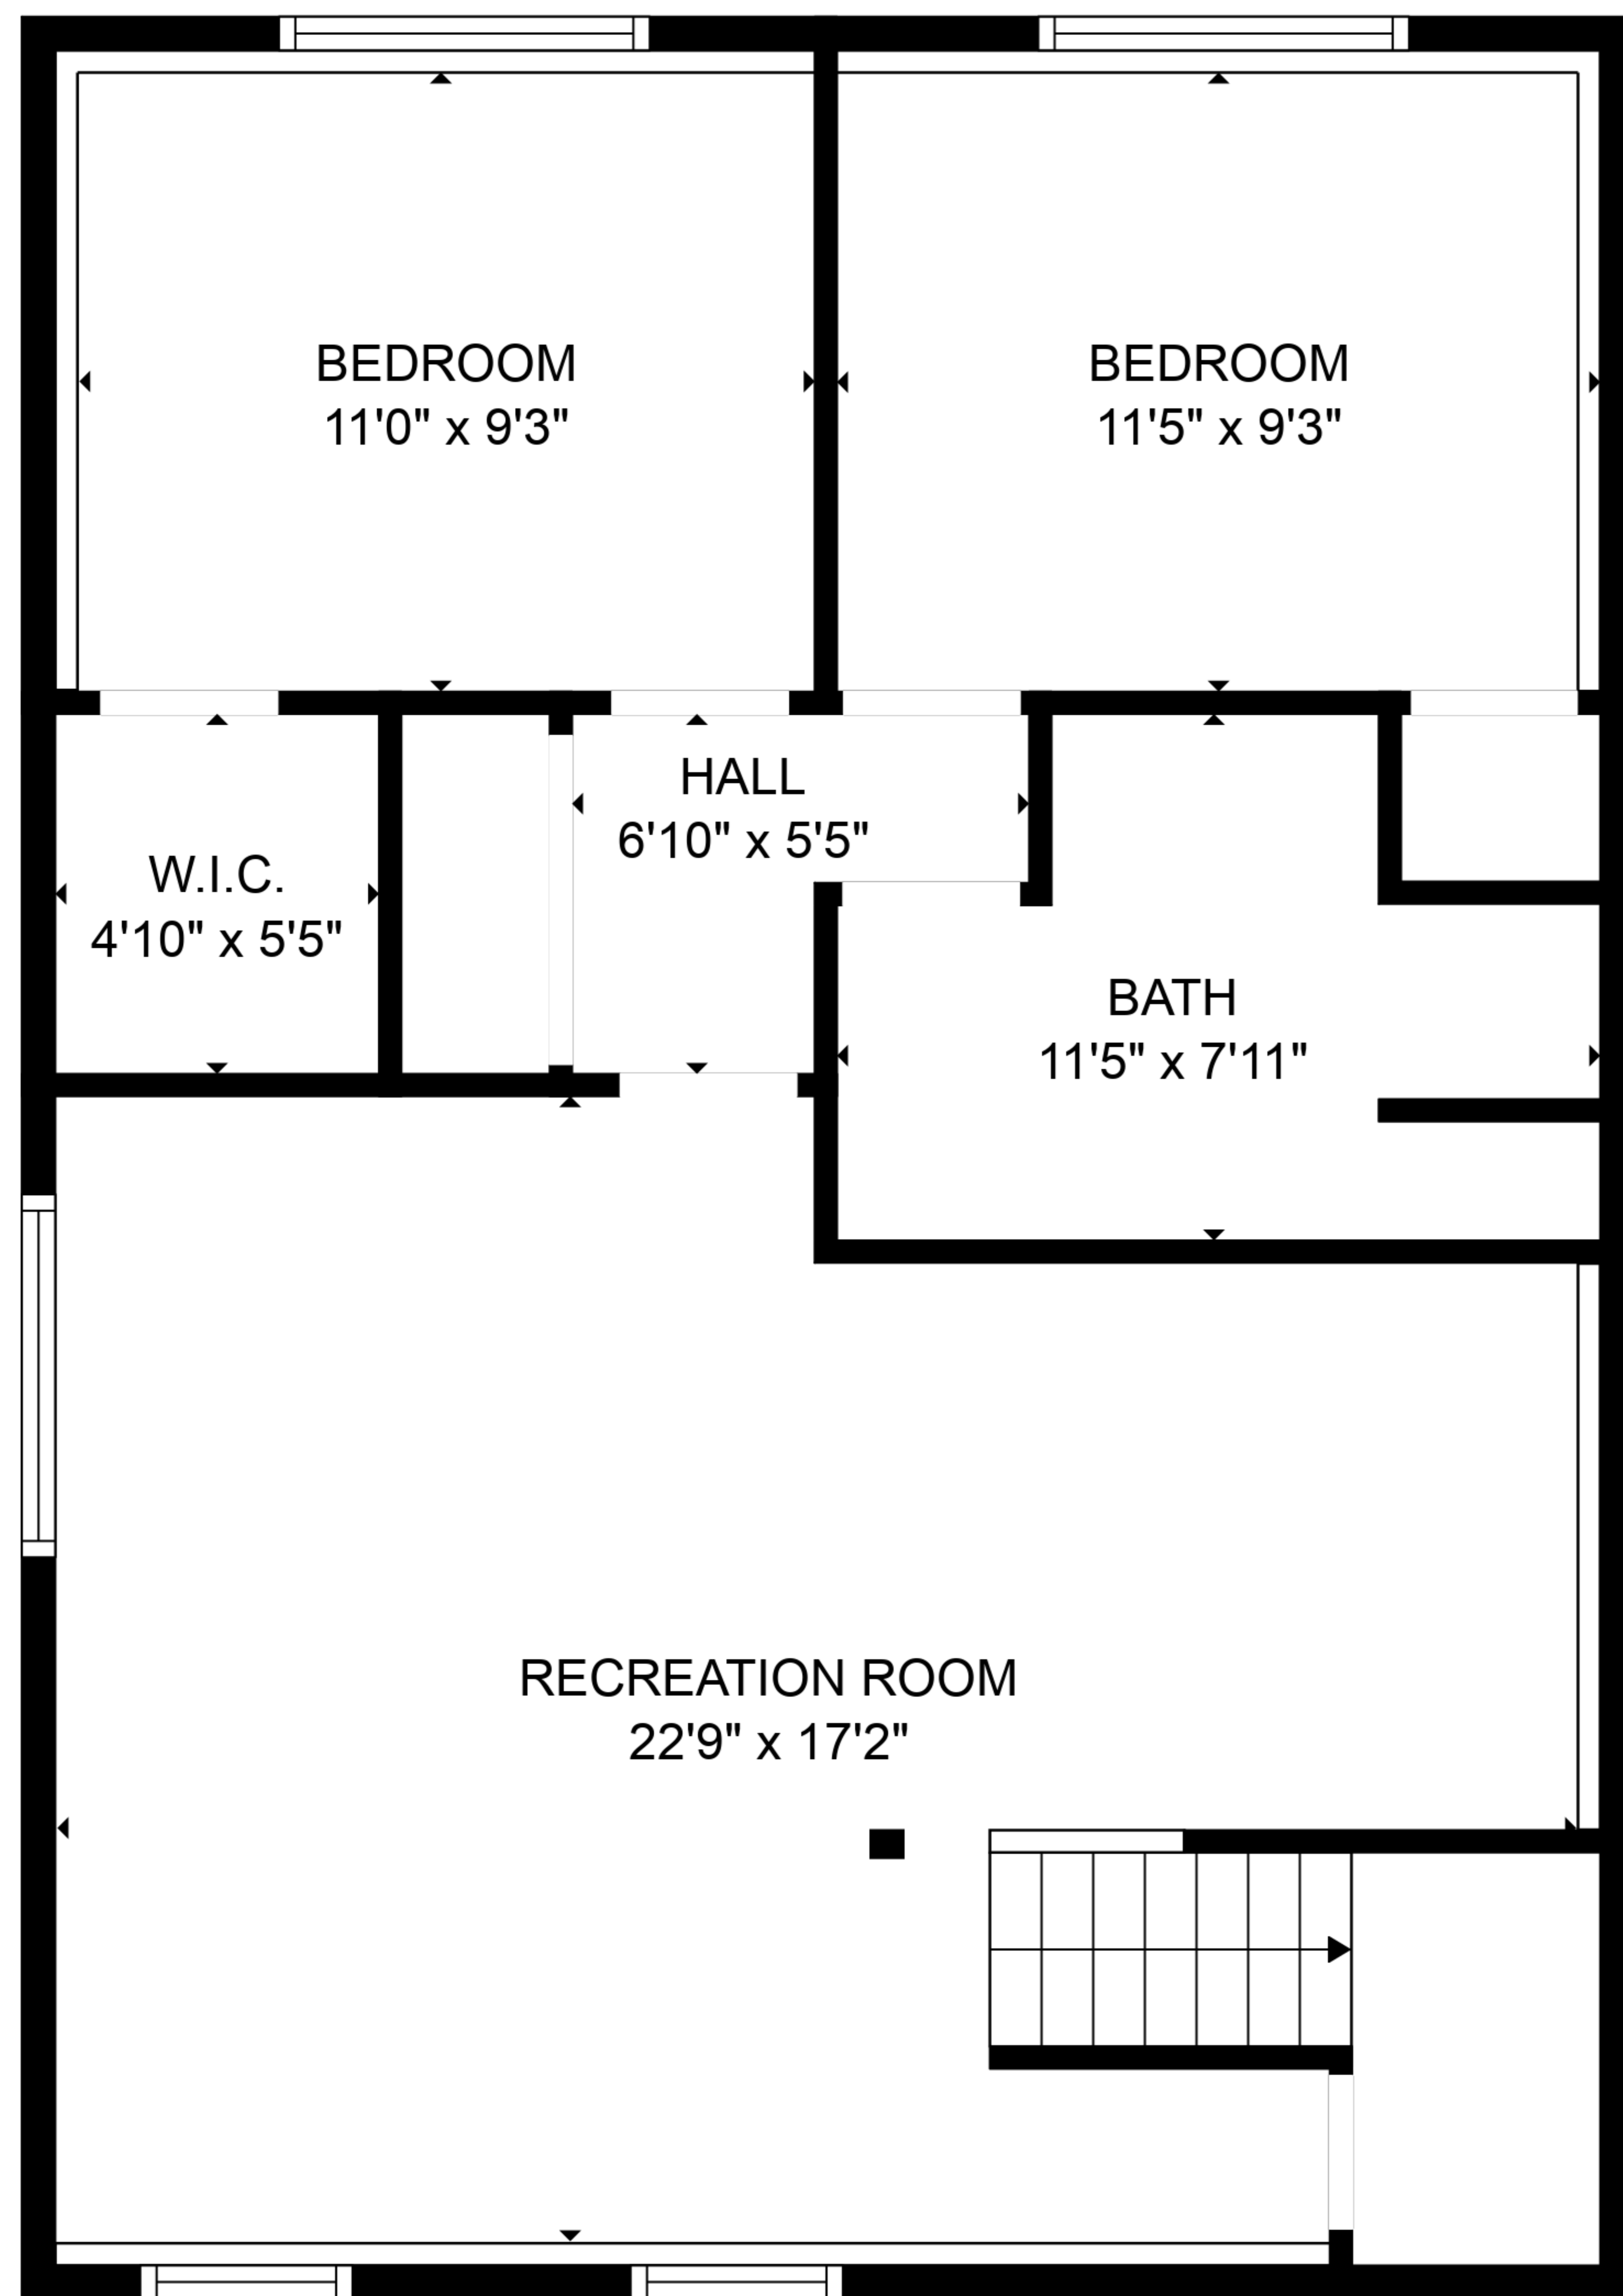 BEDROOM
11'0" x 9'3"
BEDROOM
11'5" x 9'3"
HALL
6'10" x 5'5"
W.I.C.
4'10" x 5'5"
BATH
11'5" x 7'11"
RECREATION ROOM
22'9" x 17'2"